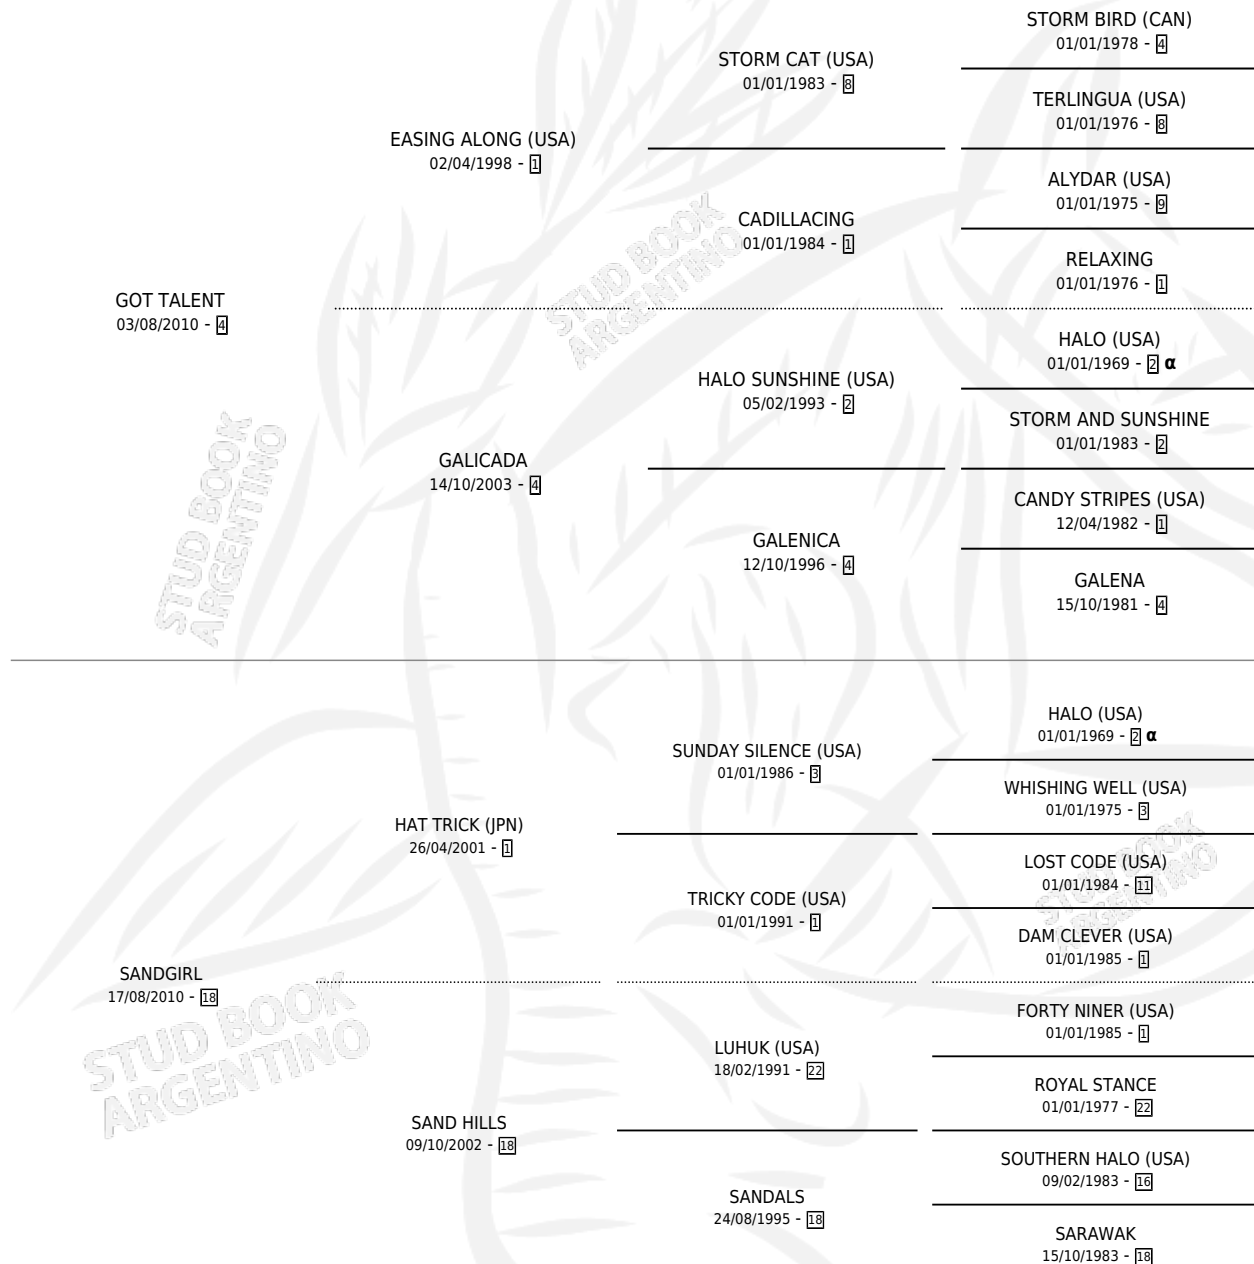 STORM BIRD (CAN)
01/01/1978 - 4
STORM CAT (USA)
01/01/1983 - 8
TERLINGUA (USA)
01/01/1976 - 8
EASING ALONG (USA)
02/04/1998 - 1
ALYDAR (USA)
01/01/1975 - 9
CADILLACING
01/01/1984 - 1
RELAXING
01/01/1976 - 1
GOT TALENT
03/08/2010 - 4
HALO (USA)
01/01/1969 - 2 α
HALO SUNSHINE (USA)
05/02/1993 - 2
STORM AND SUNSHINE
01/01/1983 - 2
GALICADA
14/10/2003 - 4
CANDY STRIPES (USA)
12/04/1982 - 1
GALENICA
12/10/1996 - 4
GALENA
15/10/1981 - 4
STUD BOOK
ARGENTINO
STUD BOOK
ARGENTINO
HALO (USA)
01/01/1969 - 2 α
SUNDAY SILENCE (USA)
01/01/1986 - 3
WHISHING WELL (USA)
01/01/1975 - 3
HAT TRICK (JPN)
26/04/2001 - 1
LOST CODE (USA)
01/01/1984 - 11
TRICKY CODE (USA)
01/01/1991 - 1
DAM CLEVER (USA)
01/01/1985 - 1
SANDGIRL
17/08/2010 - 18
FORTY NINER (USA)
01/01/1985 - 1
LUHUK (USA)
18/02/1991 - 22
ROYAL STANCE
01/01/1977 - 22
SAND HILLS
09/10/2002 - 18
SOUTHERN HALO (USA)
09/02/1983 - 16
SANDALS
24/08/1995 - 18
SARAWAK
15/10/1983 - 18
STUD BOOK
ARGENTINO
STUD BOOK
ARGENTINO